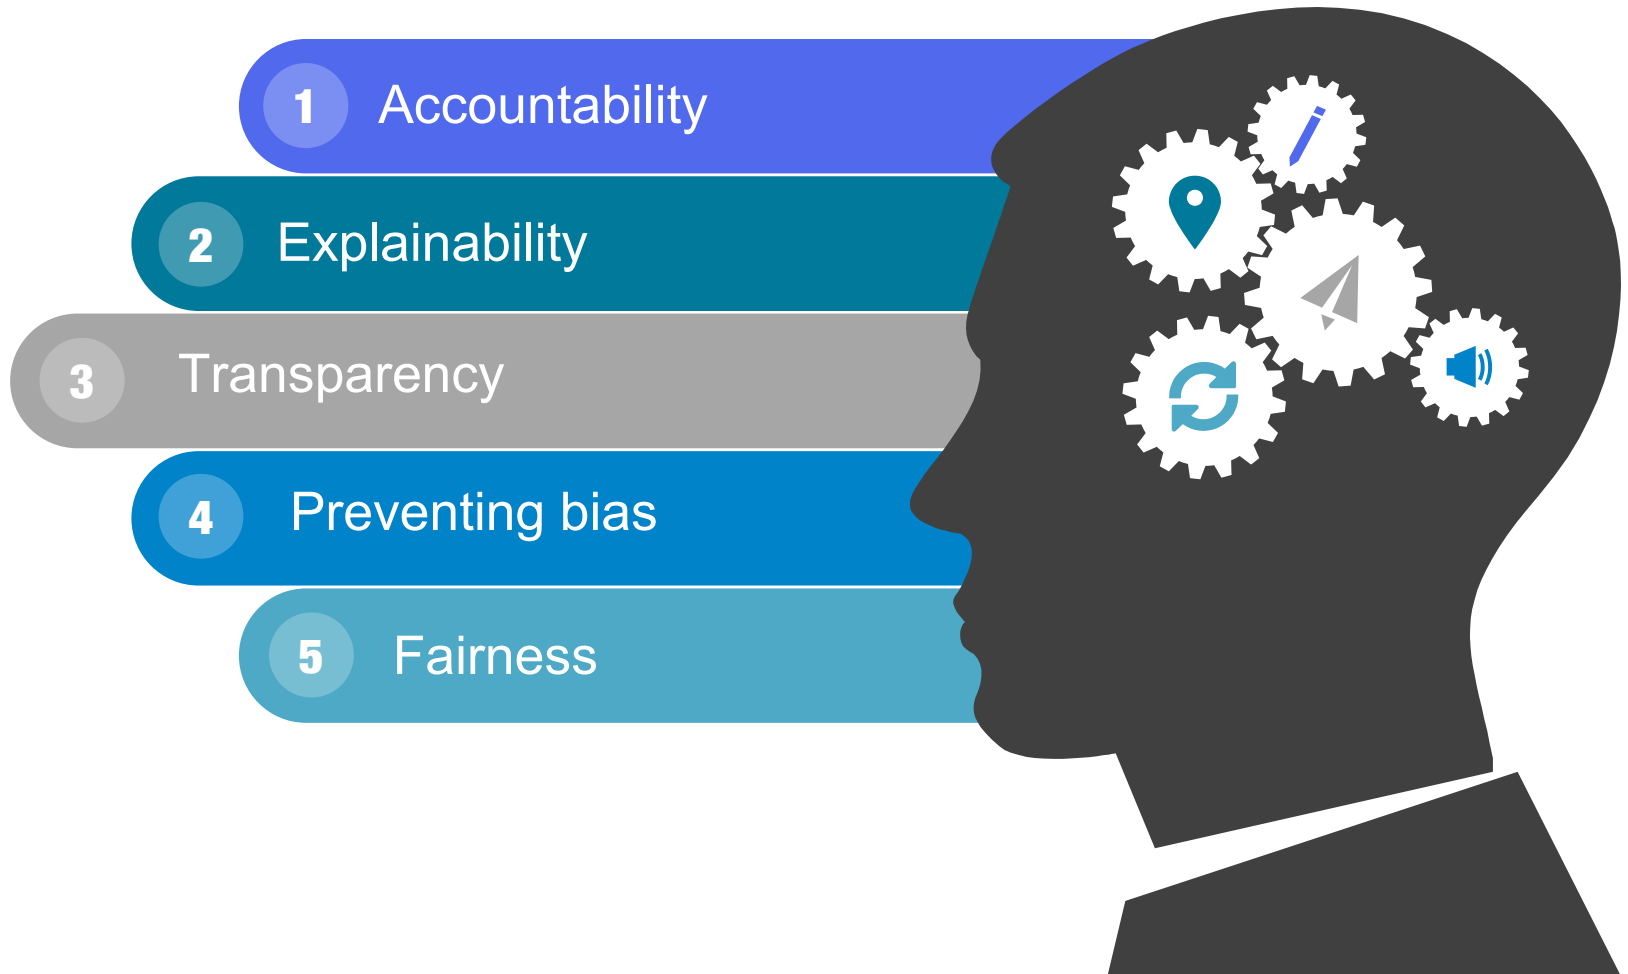 1 Accountability
2 Explainability
3 Transparency
4 Preventing bias
5 Fairness